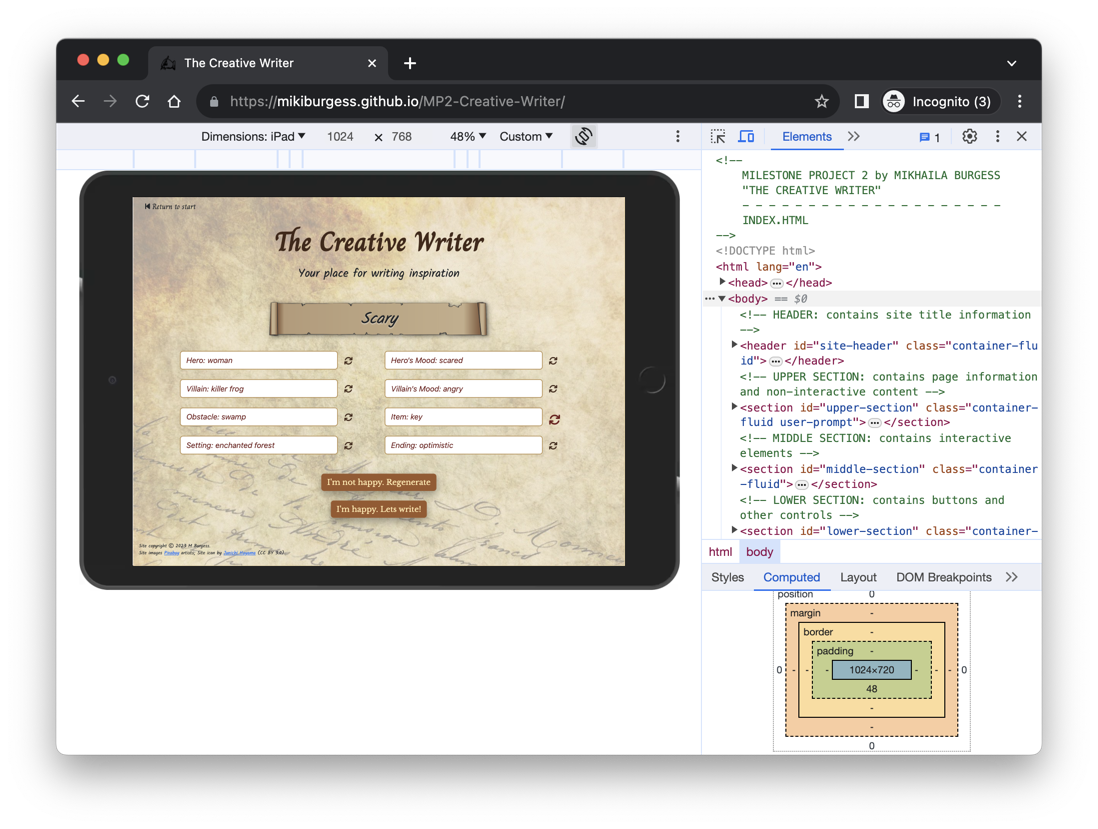 The Creative Writer
https://mikiburgess.github.io/MP2-Creative-Writer/
Incognito (3)
Dimensions: iPad 1024 × 768 48% Custom
Return to start
The Creative Writer
Your place for writing inspiration
Scary
Hero: woman
Hero's Mood: scared
Villain: killer frog
Villain's Mood: angry
Obstacle: swamp
Item: key
Setting: enchanted forest
Ending: optimistic
I'm not happy. Regenerate
I'm happy. Lets write!
Site copyright © 2023 M Burgess.
Site images Pixabay artists, Site icon by
(CC BY 3.0)
Elements
1
<!--
MILESTONE PROJECT 2 by MIKHAILA BURGESS
"THE CREATIVE WRITER"
- - - - - - - - - - - - - - - - - - - -
INDEX.HTML
-->
<!DOCTYPE html>
<html lang="en">
<head> ... </head>
<body> == $0
<!-- HEADER: contains site title information
-->
<header id="site-header" class="container-flu
id"> ... </header>
<!-- UPPER SECTION: contains page information
and non-interactive content -->
<section id="upper-section" class="container-
fluid user-prompt"> ... </section>
<!-- MIDDLE SECTION: contains interactive
elements -->
<section id="middle-section" class="container
-fluid"> ... </section>
<!-- LOWER SECTION: contains buttons and
other controls -->
<section id="lower-section" class="container-
html body
Styles Computed Layout DOM Breakpoints
position 0
margin -
border -
padding -
0 - - - 1024×720 - - - 0
48
-
-
0